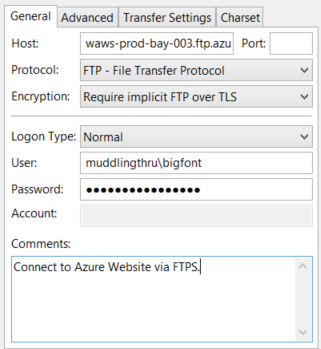 General Advanced Transfer Settings Charset
Host: waws-prod-bay-003.ftp.azu Port:
Protocol: FTP - File Transfer Protocol
Encryption: Require implicit FTP over TLS
Logon Type: Normal
User: muddlingthru\bigfont
Password: ●●●●●●●●●●●●●●●●
Account:
Comments:
Connect to Azure Website via FTPS.